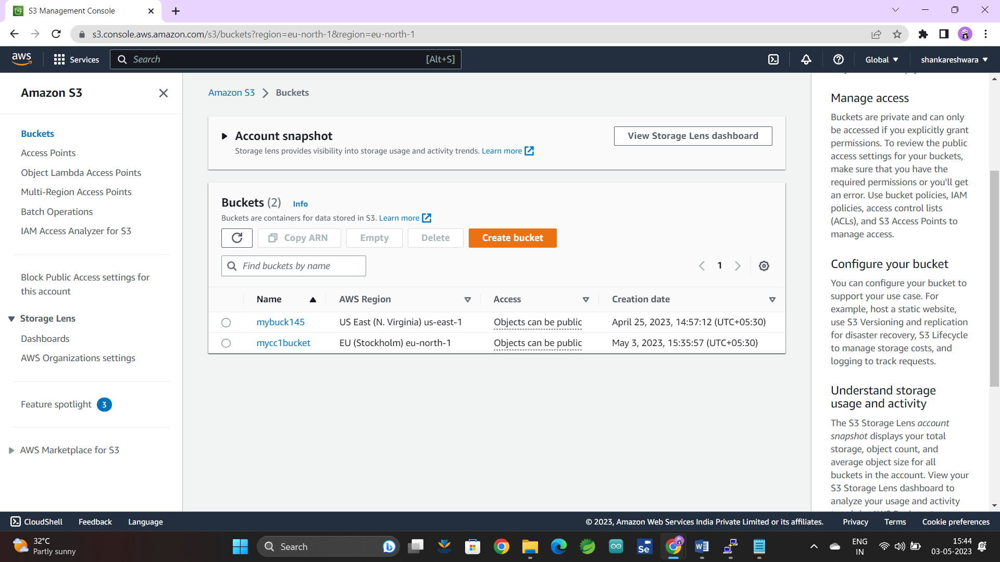 S3 Management Console
s3.console.aws.amazon.com/s3/buckets?region=eu-north-1&region=eu-north-1
aws
Services
Search
[Alt+S]
Global
shankareshwara
Amazon S3
Buckets
Access Points
Object Lambda Access Points
Multi-Region Access Points
Batch Operations
IAM Access Analyzer for S3
Block Public Access settings for
this account
Storage Lens
Dashboards
AWS Organizations settings
Feature spotlight 3
AWS Marketplace for S3
Amazon S3 Buckets
Account snapshot
View Storage Lens dashboard
Storage lens provides visibility into storage usage and activity trends. Learn more
Buckets (2) Info
Buckets are containers for data stored in S3. Learn more
Copy ARN
Empty
Delete
Create bucket
Find buckets by name
1
Name AWS Region Access Creation date
mybuck145 US East (N. Virginia) us-east-1 Objects can be public April 25, 2023, 14:57:12 (UTC+05:30)
mycc1bucket EU (Stockholm) eu-north-1 Objects can be public May 3, 2023, 15:35:57 (UTC+05:30)
Manage access
Buckets are private and can only
be accessed if you explicitly grant
permissions. To review the public
access settings for your buckets,
make sure that you have the
required permissions or you'll get
an error. Use bucket policies, IAM
policies, access control lists
(ACLs), and S3 Access Points to
manage access.
Configure your bucket
You can configure your bucket to
support your use case. For
example, host a static website,
use S3 Versioning and replication
for disaster recovery, S3 Lifecycle
to manage storage costs, and
logging to track requests.
Understand storage
usage and activity
The S3 Storage Lens account
snapshot displays your total
storage, object count, and
average object size for all
buckets in the account. View your
S3 Storage Lens dashboard to
analyze your usage and activity
CloudShell Feedback Language
© 2023, Amazon Web Services India Private Limited or its affiliates. Privacy Terms Cookie preferences
32°C
Partly sunny
Search
Se
ENG
IN
15:44
03-05-2023